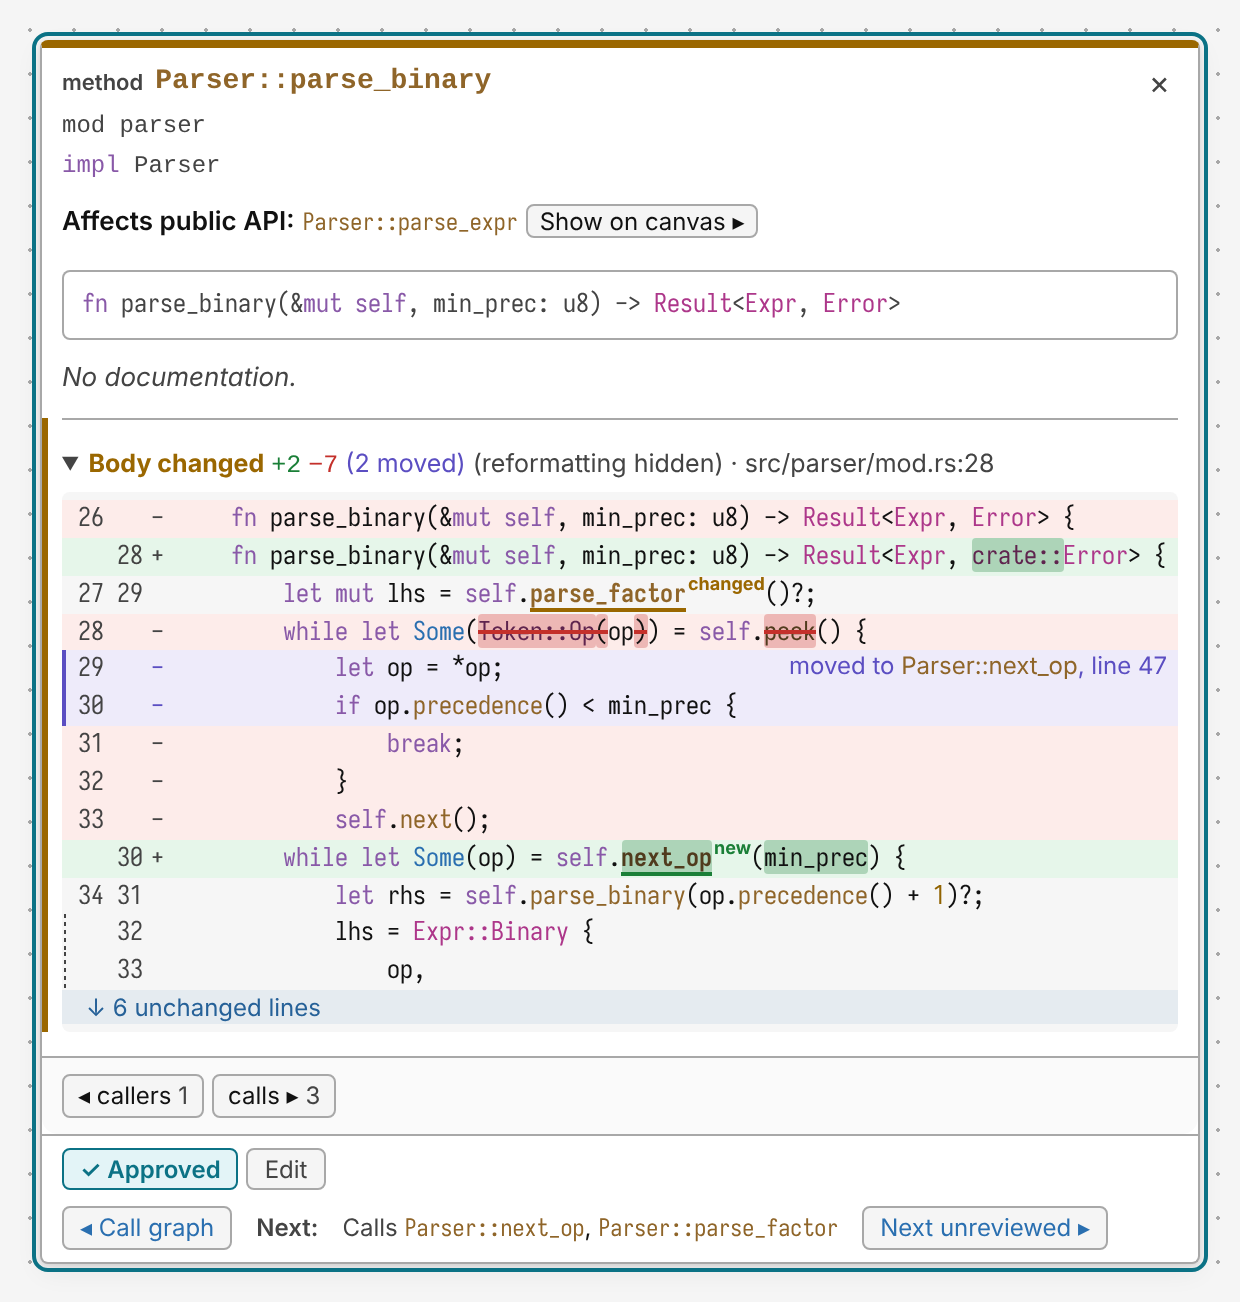 method Parser::parse_binary ×
mod parser
impl Parser
Affects public API: Parser::parse_expr Show on canvas ▸
fn parse_binary(&mut self, min_prec: u8) -> Result<Expr, Error>
No documentation.
▼ Body changed +2 −7 (2 moved) (reformatting hidden) · src/parser/mod.rs:28
26 − fn parse_binary(&mut self, min_prec: u8) -> Result<Expr, Error> {
28 + fn parse_binary(&mut self, min_prec: u8) -> Result<Expr, crate::Error> {
27 29 let mut lhs = self.parse_factor changed()?;
28 − while let Some(Token::Op(op)) = self.peek() {
29 − let op = *op; moved to Parser::next_op, line 47
30 − if op.precedence() < min_prec {
31 − break;
32 − }
33 − self.next();
30 + while let Some(op) = self.next_op new(min_prec) {
34 31 let rhs = self.parse_binary(op.precedence() + 1)?;
32 lhs = Expr::Binary {
33 op,
↓ 6 unchanged lines
◂ callers 1 calls ▸ 3
✓ Approved Edit
◂ Call graph Next: Calls Parser::next_op, Parser::parse_factor Next unreviewed ▸